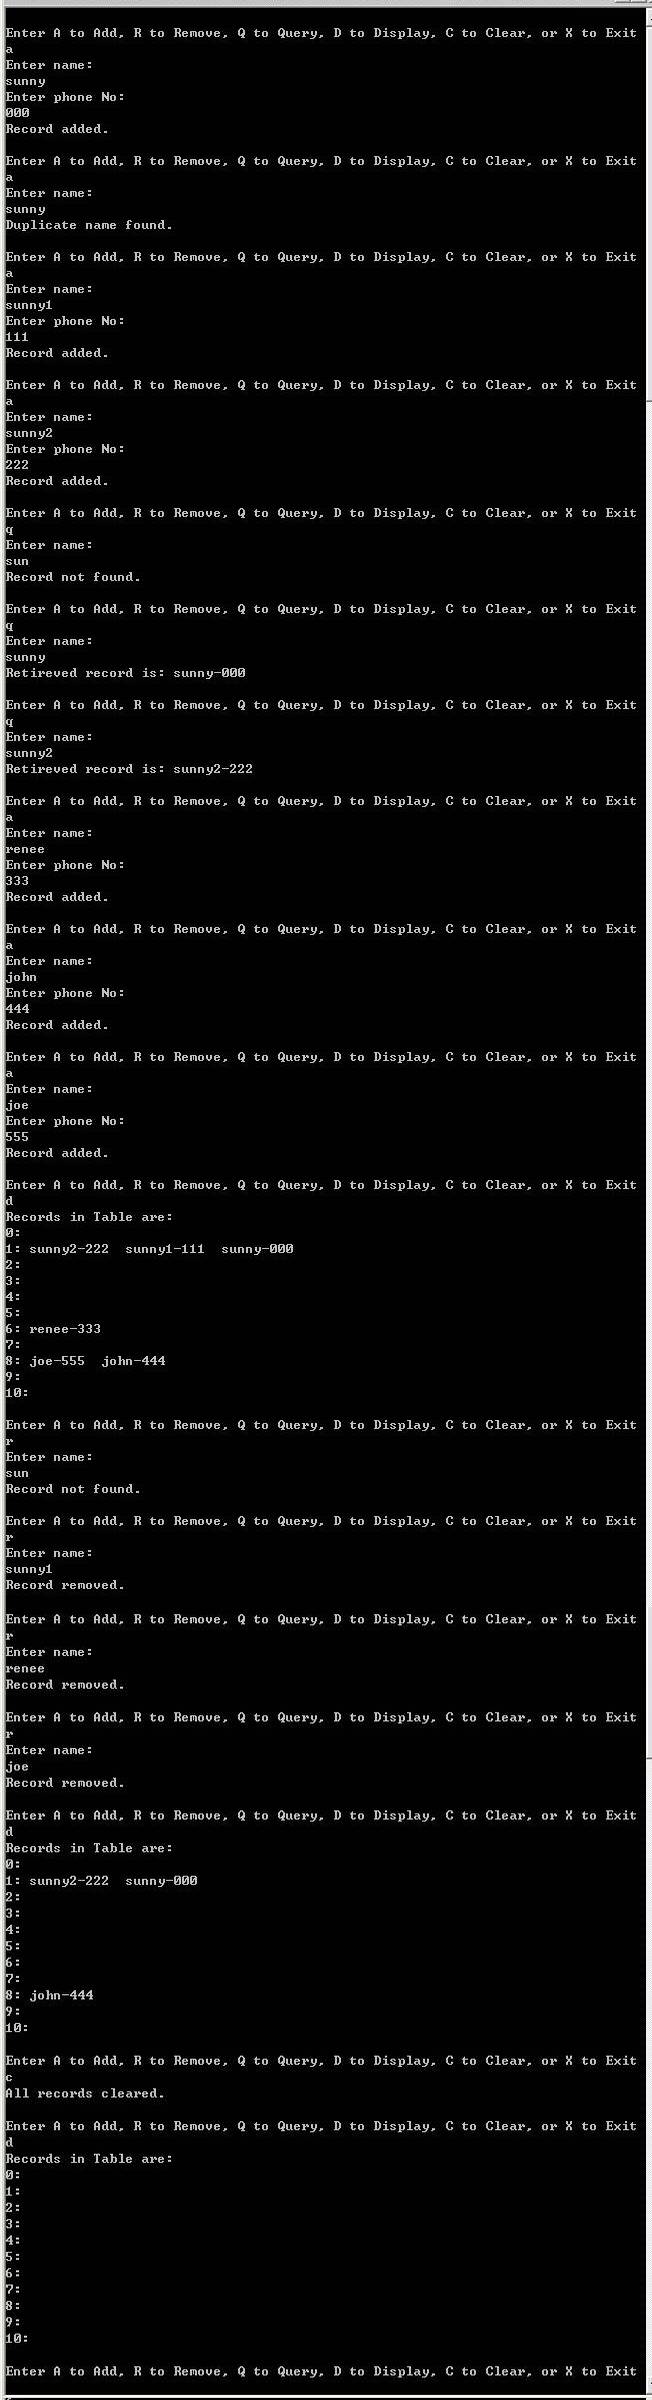 Enter A to Add, R to Remove, Q to Query, D to Display, C to Clear, or X to Exit
a
Enter name:
sunny
Enter phone No:
000
Record added.
Enter A to Add, R to Remove, Q to Query, D to Display, C to Clear, or X to Exit
a
Enter name:
sunny
Duplicate name found.
Enter A to Add, R to Remove, Q to Query, D to Display, C to Clear, or X to Exit
a
Enter name:
sunny1
Enter phone No:
111
Record added.
Enter A to Add, R to Remove, Q to Query, D to Display, C to Clear, or X to Exit
a
Enter name:
sunny2
Enter phone No:
222
Record added.
Enter A to Add, R to Remove, Q to Query, D to Display, C to Clear, or X to Exit
q
Enter name:
sun
Record not found.
Enter A to Add, R to Remove, Q to Query, D to Display, C to Clear, or X to Exit
q
Enter name:
sunny
Retireved record is: sunny-000
Enter A to Add, R to Remove, Q to Query, D to Display, C to Clear, or X to Exit
q
Enter name:
sunny2
Retireved record is: sunny2-222
Enter A to Add, R to Remove, Q to Query, D to Display, C to Clear, or X to Exit
a
Enter name:
renee
Enter phone No:
333
Record added.
Enter A to Add, R to Remove, Q to Query, D to Display, C to Clear, or X to Exit
a
Enter name:
john
Enter phone No:
444
Record added.
Enter A to Add, R to Remove, Q to Query, D to Display, C to Clear, or X to Exit
a
Enter name:
joe
Enter phone No:
555
Record added.
Enter A to Add, R to Remove, Q to Query, D to Display, C to Clear, or X to Exit
d
Records in Table are:
0:
1: sunny2-222  sunny1-111  sunny-000
2:
3:
4:
5:
6: renee-333
7:
8: joe-555  john-444
9:
10:
Enter A to Add, R to Remove, Q to Query, D to Display, C to Clear, or X to Exit
r
Enter name:
sun
Record not found.
Enter A to Add, R to Remove, Q to Query, D to Display, C to Clear, or X to Exit
r
Enter name:
sunny1
Record removed.
Enter A to Add, R to Remove, Q to Query, D to Display, C to Clear, or X to Exit
r
Enter name:
renee
Record removed.
Enter A to Add, R to Remove, Q to Query, D to Display, C to Clear, or X to Exit
r
Enter name:
joe
Record removed.
Enter A to Add, R to Remove, Q to Query, D to Display, C to Clear, or X to Exit
d
Records in Table are:
0:
1: sunny2-222  sunny-000
2:
3:
4:
5:
6:
7:
8: john-444
9:
10:
Enter A to Add, R to Remove, Q to Query, D to Display, C to Clear, or X to Exit
c
All records cleared.
Enter A to Add, R to Remove, Q to Query, D to Display, C to Clear, or X to Exit
d
Records in Table are:
0:
1:
2:
3:
4:
5:
6:
7:
8:
9:
10:
Enter A to Add, R to Remove, Q to Query, D to Display, C to Clear, or X to Exit